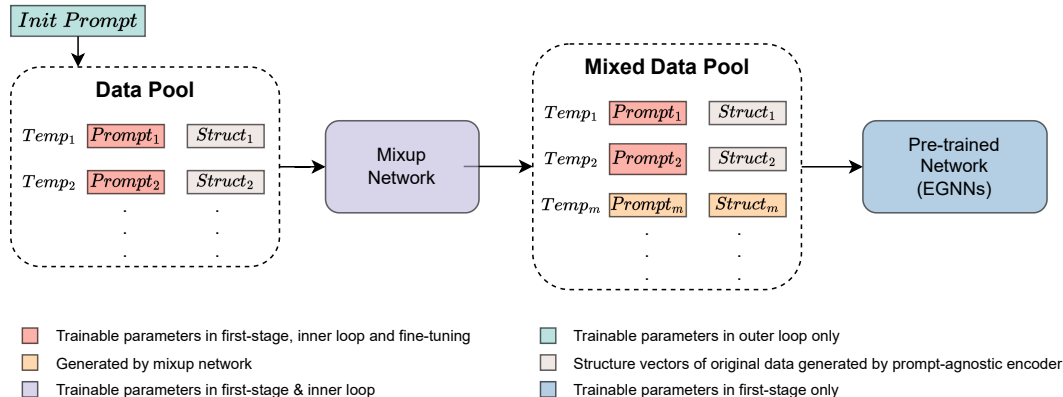 Init Prompt
Data Pool
Temp₁ Prompt₁ Struct₁
Temp₂ Prompt₂ Struct₂
. .
. .
. .
Mixup
Network
Mixed Data Pool
Temp₁ Prompt₁ Struct₁
Temp₂ Prompt₂ Struct₂
Tempₘ Promptₘ Structₘ
. .
. .
. .
Pre-trained
Network
(EGNNs)
Trainable parameters in first-stage, inner loop and fine-tuning
Generated by mixup network
Trainable parameters in first-stage & inner loop
Trainable parameters in outer loop only
Structure vectors of original data generated by prompt-agnostic encoder
Trainable parameters in first-stage only